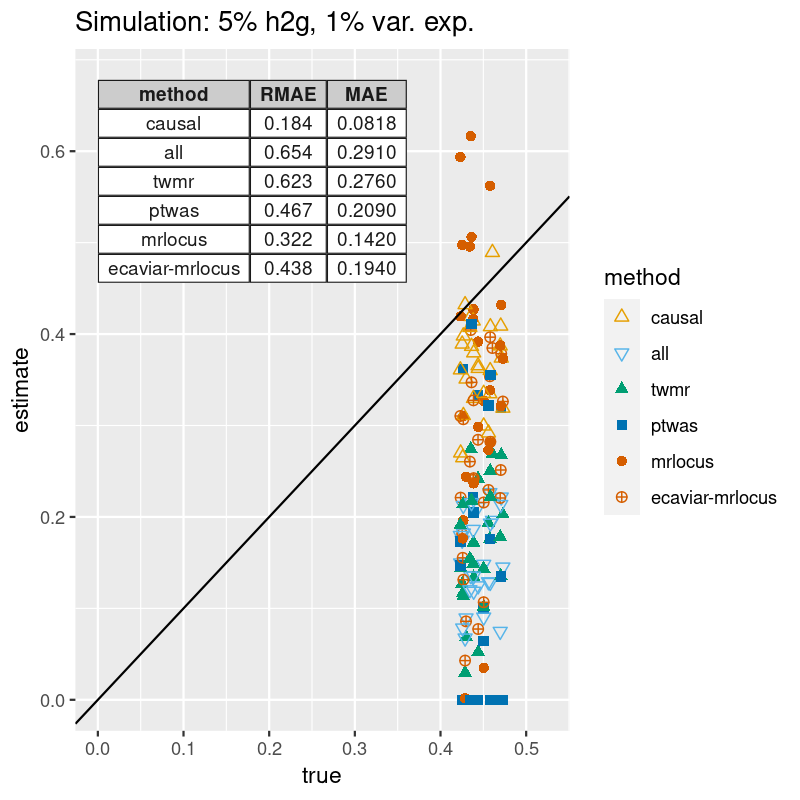 Simulation: 5% h2g, 1% var. exp.
method RMAE MAE
causal 0.184 0.0818
all 0.654 0.2910
twmr 0.623 0.2760
ptwas 0.467 0.2090
mrlocus 0.322 0.1420
ecaviar-mrlocus 0.438 0.1940
0.6
0.4
0.2
0.0
estimate
0.0 0.1 0.2 0.3 0.4 0.5
true
method
causal
all
twmr
ptwas
mrlocus
ecaviar-mrlocus